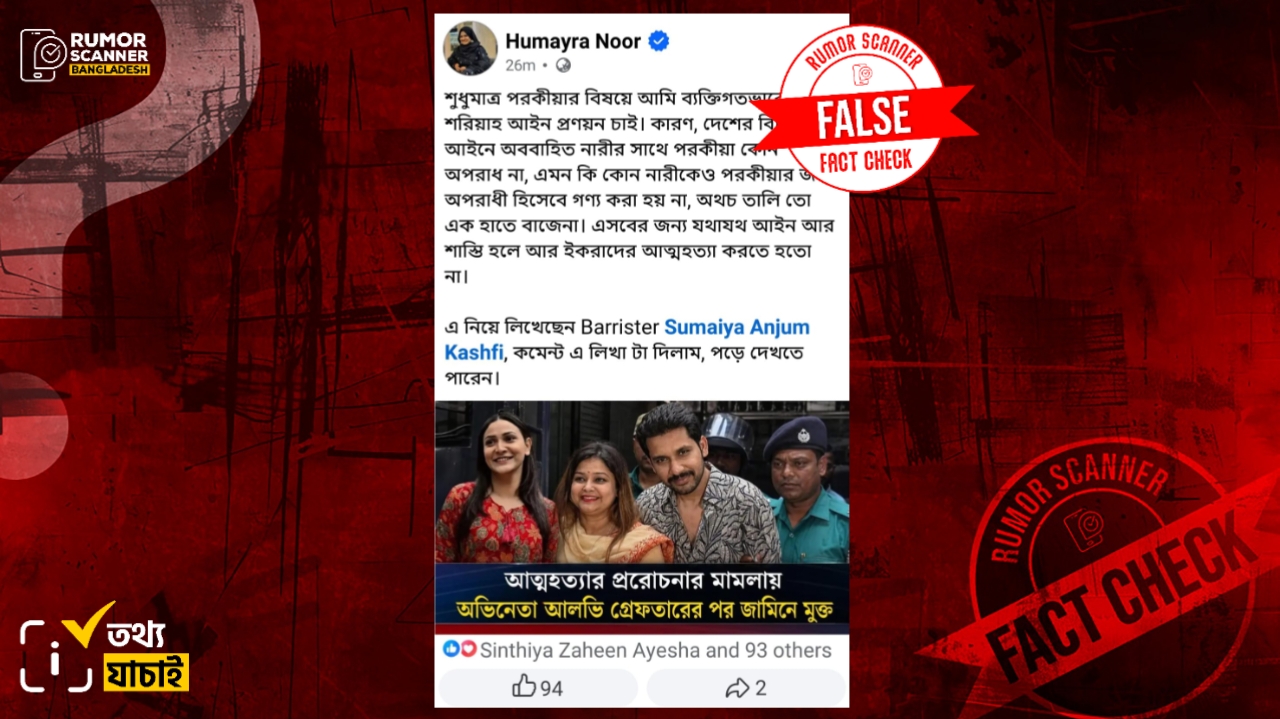 RUMOR
SCANNER
BANGLADESH
Humayra Noor
26m
শুধুমাত্র পরকীয়ার বিষয়ে আমি
শরিয়াহ আইন প্রণয়ন চাই। কারণ, দেশের
আইনে অববাহিত নারীর সাথে পরকীয়া
অপরাধ না, এমন কি কোন নারীকেও পরকীয়ার
অপরাধী হিসেবে গণ্য করা হয় না, অথচ তালি তো
এক হাতে বাজেনা। এসবের জন্য যথাযথ আইন আর
শাস্তি হলে আর ইকরাদের আত্মহত্যা করতে হতো
না।
এ নিয়ে লিখেছেন Barrister Sumaiya Anjum
Kashfi, কমেন্ট এ লিখা টা দিলাম, পড়ে দেখতে
পারেন।
RUMOR SCANNER
FALSE
FACT CHECK
আত্মহত্যার প্ররোচনার মামলায়
অভিনেতা আলভি গ্রেফতারের পর জামিনে মুক্ত
Sinthiya Zaheen Ayesha and 93 others
94
2
তথ্য
যাচাই
RUMOR SCANNER
FACT CHECK